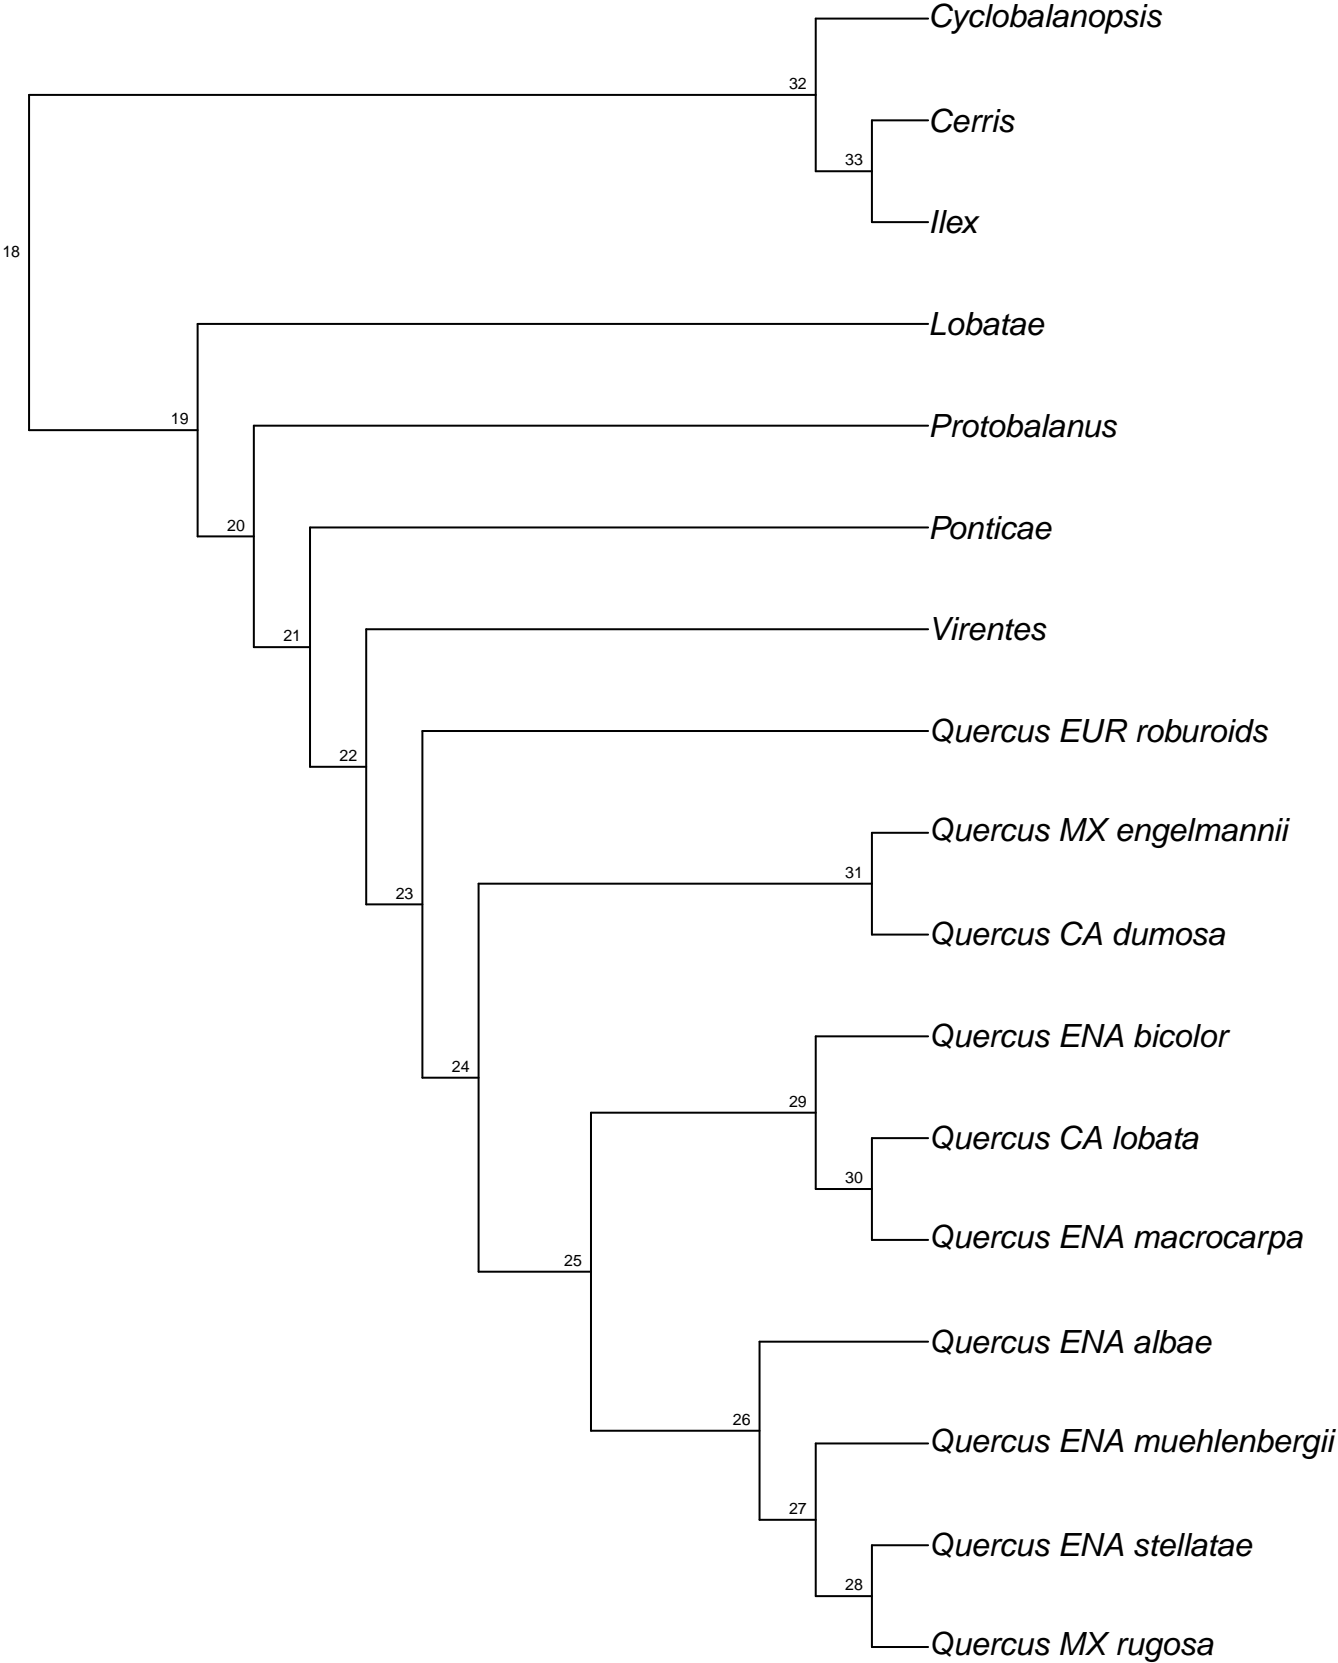 Cyclobalanopsis
32
Cerris
33
Ilex
18
Lobatae
19
Protobalanus
20
Ponticae
21
Virentes
22
Quercus EUR roburoids
Quercus MX engelmannii
31
23
Quercus CA dumosa
Quercus ENA bicolor
24
29
Quercus CA lobata
30
Quercus ENA macrocarpa
25
Quercus ENA albae
26
Quercus ENA muehlenbergii
27
Quercus ENA stellatae
28
Quercus MX rugosa